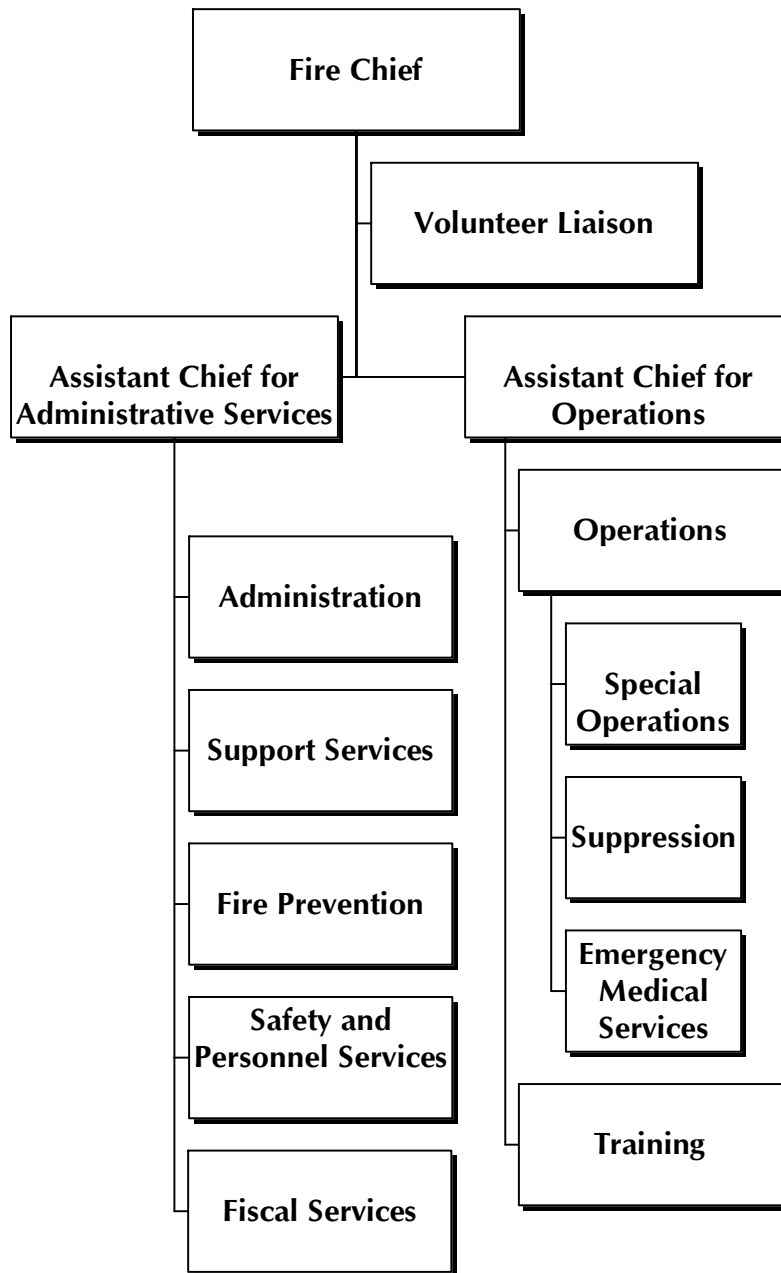 Fire Chief
Volunteer Liaison
Assistant Chief for
Administrative Services
Assistant Chief for
Operations
Administration
Support Services
Fire Prevention
Safety and
Personnel Services
Fiscal Services
Operations
Special
Operations
Suppression
Emergency
Medical
Services
Training